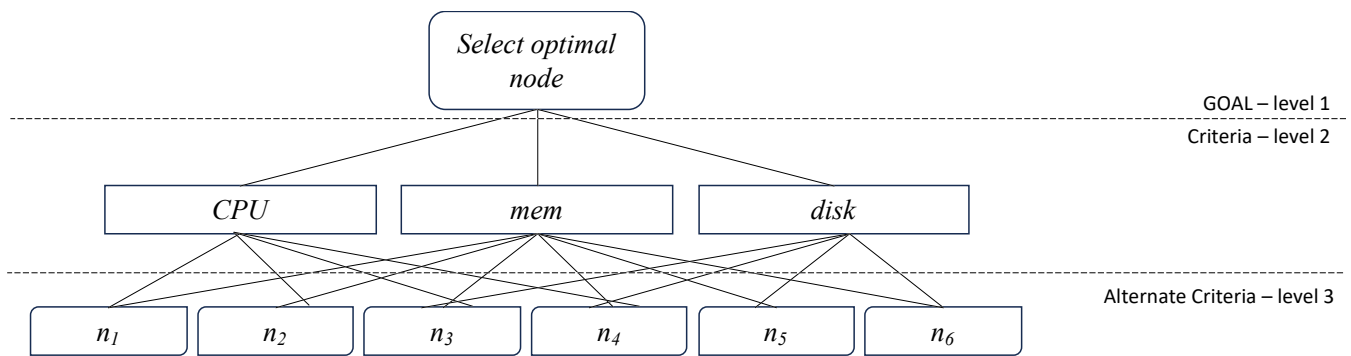 Select optimal
node
GOAL – level 1
Criteria – level 2
CPU
mem
disk
Alternate Criteria – level 3
n1
n2
n3
n4
n5
n6